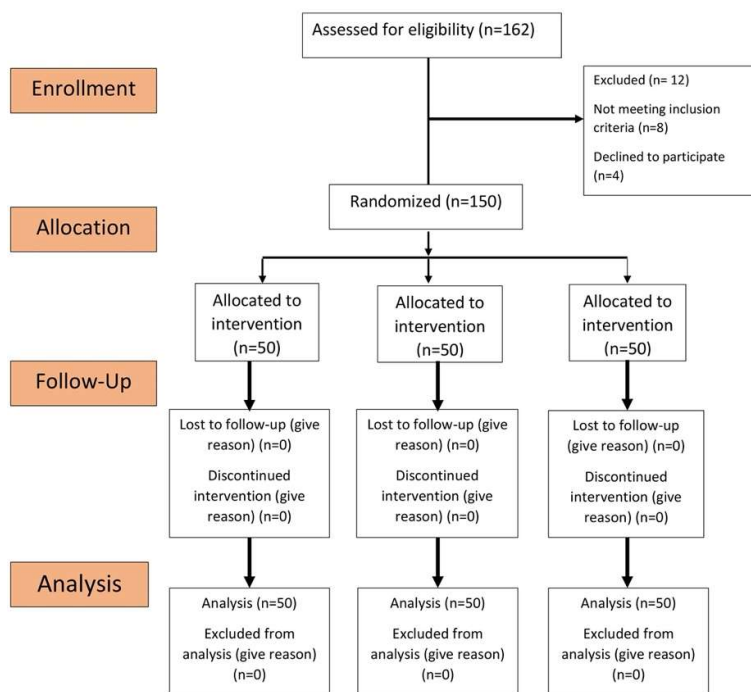 Assessed for eligibility (n=162)
Enrollment
Excluded (n= 12)
Not meeting inclusion
criteria (n=8)
Declined to participate
(n=4)
Randomized (n=150)
Allocation
Allocated to
intervention
(n=50)
Allocated to
intervention
(n=50)
Allocated to
intervention
(n=50)
Follow-Up
Lost to follow-up (give
reason) (n=0)
Discontinued
intervention (give
reason) (n=0)
Lost to follow-up (give
reason) (n=0)
Discontinued
intervention (give
reason) (n=0)
Lost to follow-up
(give reason) (n=0)
Discontinued
intervention (give
reason) (n=0)
Analysis
Analysis (n=50)
Excluded from
analysis (give reason)
(n=0)
Analysis (n=50)
Excluded from
analysis (give reason)
(n=0)
Analysis (n=50)
Excluded from
analysis (give reason)
(n=0)